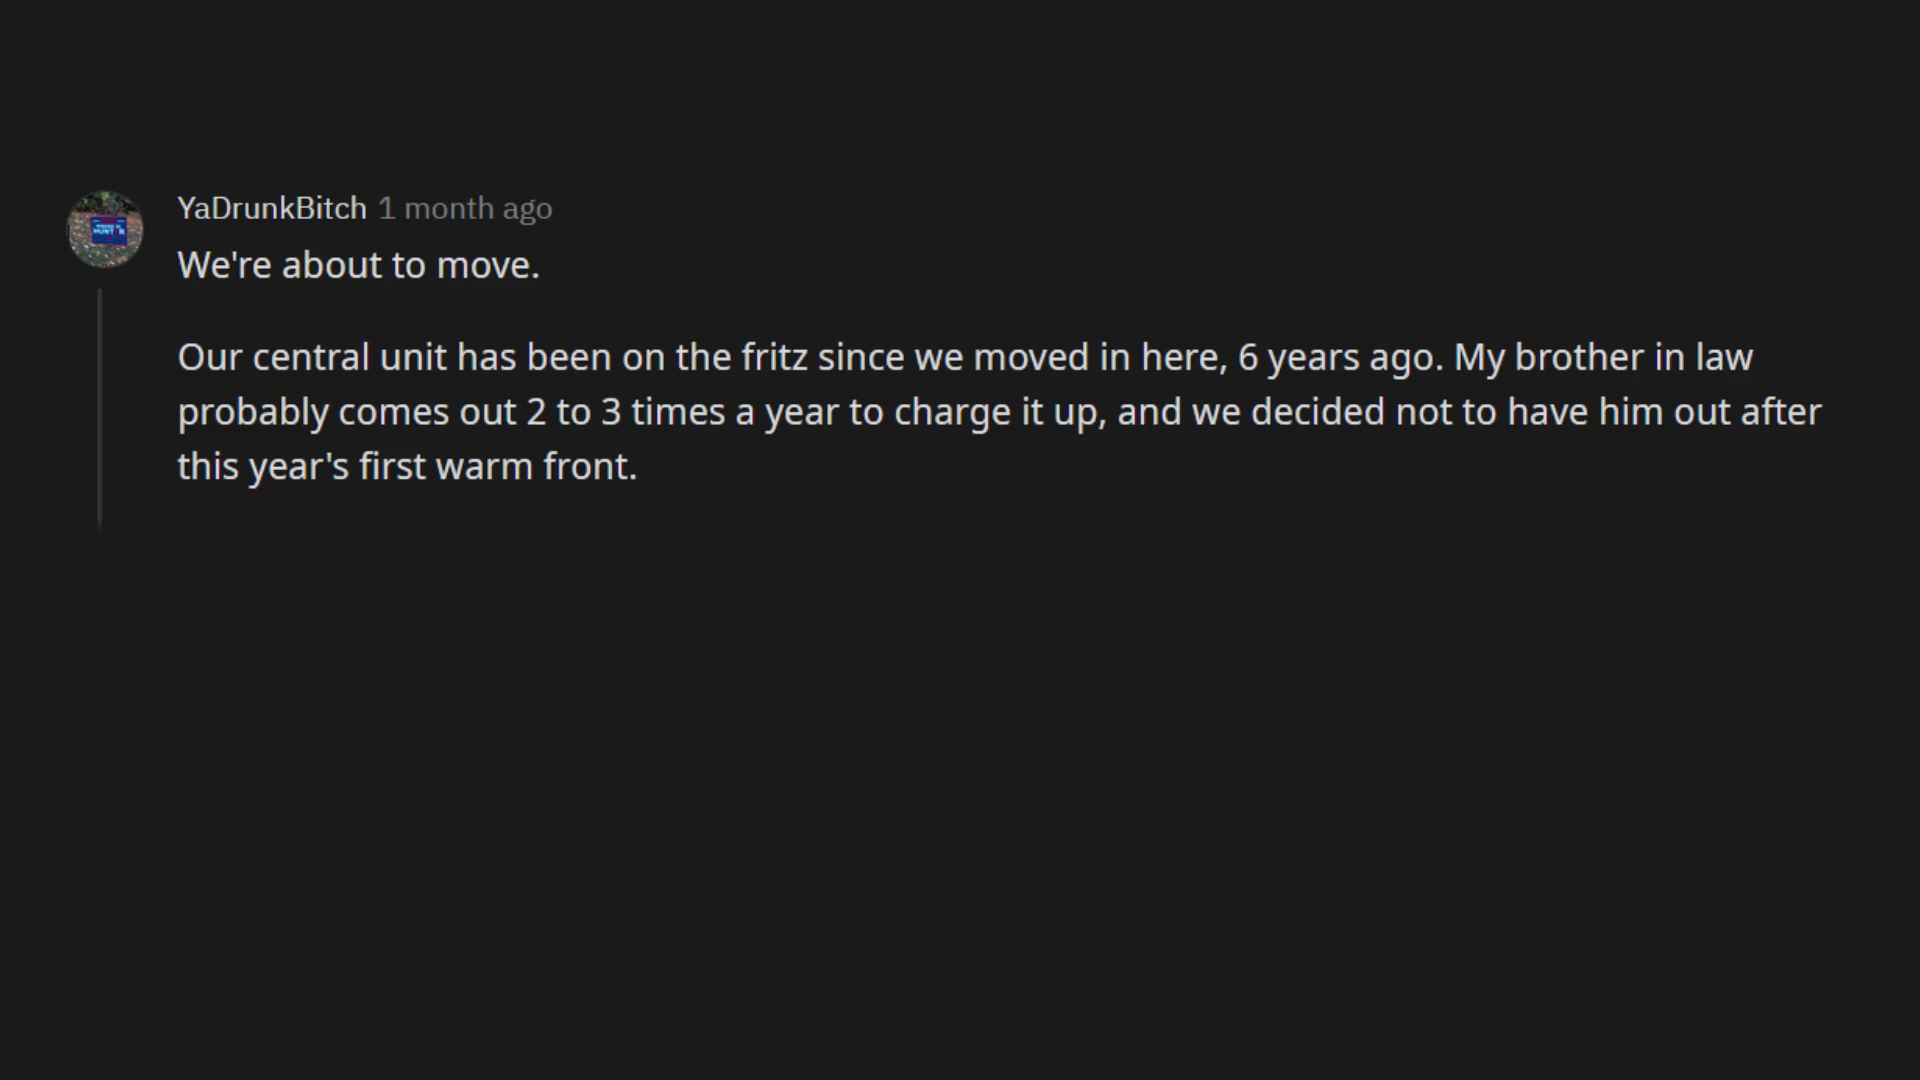 YaDrunkBitch 1 month ago
We're about to move.
Our central unit has been on the fritz since we moved in here, 6 years ago. My brother in law
probably comes out 2 to 3 times a year to charge it up, and we decided not to have him out after
this year's first warm front.